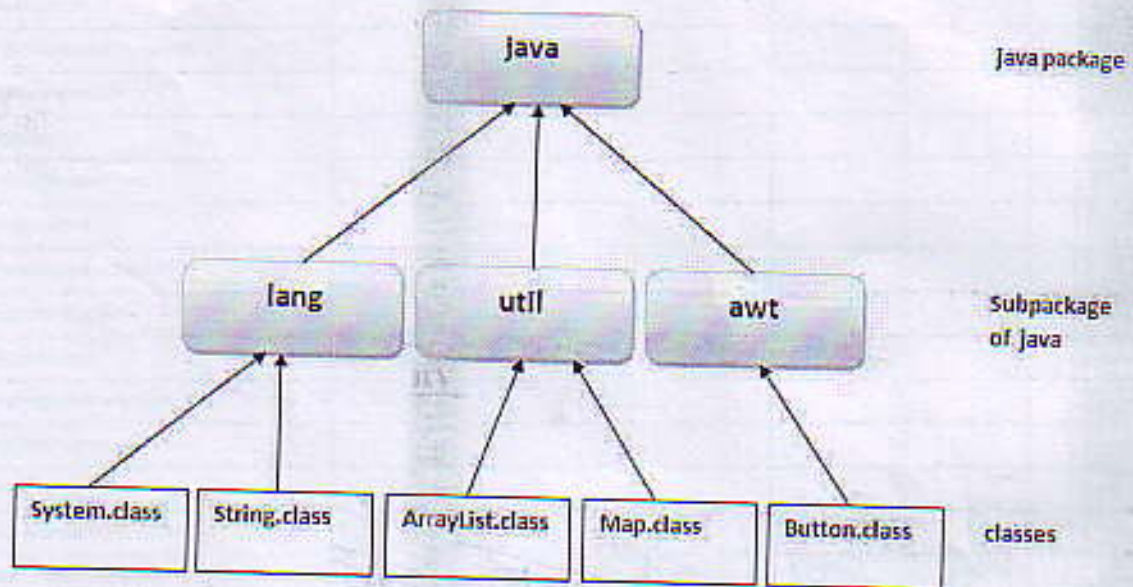 java
Java package
lang
util
awt
Subpackage
of java
System.class
String.class
ArrayList.class
Map.class
Button.class
classes